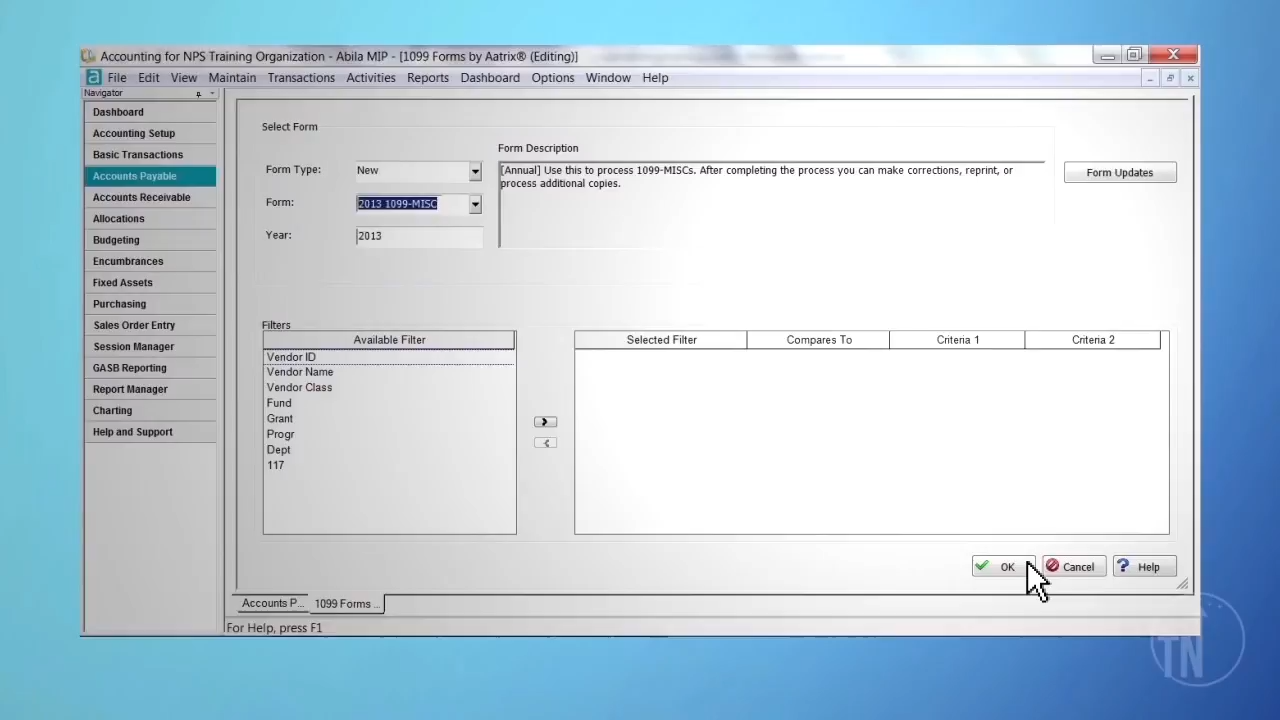 Accounting for NPS Training Organization - Abila MIP - [1099 Forms by Aatrix® (Editing)]
File Edit View Maintain Transactions Activities Reports Dashboard Options Window Help
Navigator
Dashboard
Accounting Setup
Basic Transactions
Accounts Payable
Accounts Receivable
Allocations
Budgeting
Encumbrances
Fixed Assets
Purchasing
Sales Order Entry
Session Manager
GASB Reporting
Report Manager
Charting
Help and Support
Select Form
Form Type: New
Form: 2013 1099-MISC
Year: 2013
Form Description
[Annual] Use this to process 1099-MISCs. After completing the process you can make corrections, reprint, or
process additional copies.
Form Updates
Filters
Available Filter
Vendor ID
Vendor Name
Vendor Class
Fund
Grant
Progr
Dept
117
Selected Filter Compares To Criteria 1 Criteria 2
OK Cancel Help
Accounts P... 1099 Forms ...
For Help, press F1
TN